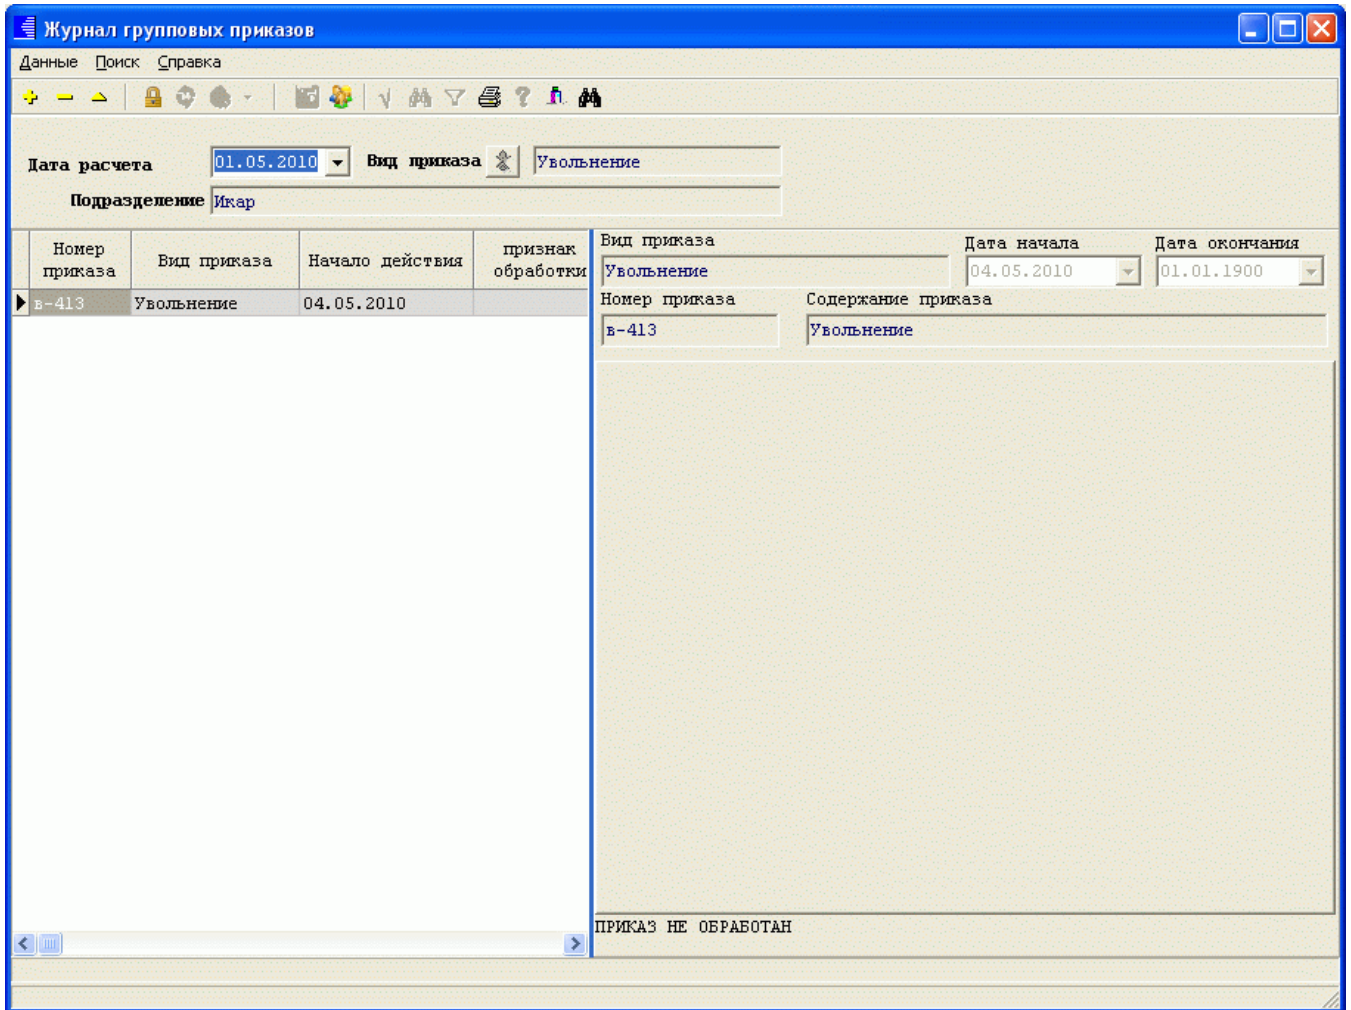 Журнал групповых приказов
Данные Поиск Справка
Дата расчета 01.05.2010 Вид приказа Увольнение
Подразделение Икар
Номер приказа Вид приказа Начало действия признак обработки
в-413 Увольнение 04.05.2010
Вид приказа Дата начала Дата окончания
Увольнение 04.05.2010 01.01.1900
Номер приказа Содержание приказа
в-413 Увольнение
ПРИКАЗ НЕ ОБРАБОТАН